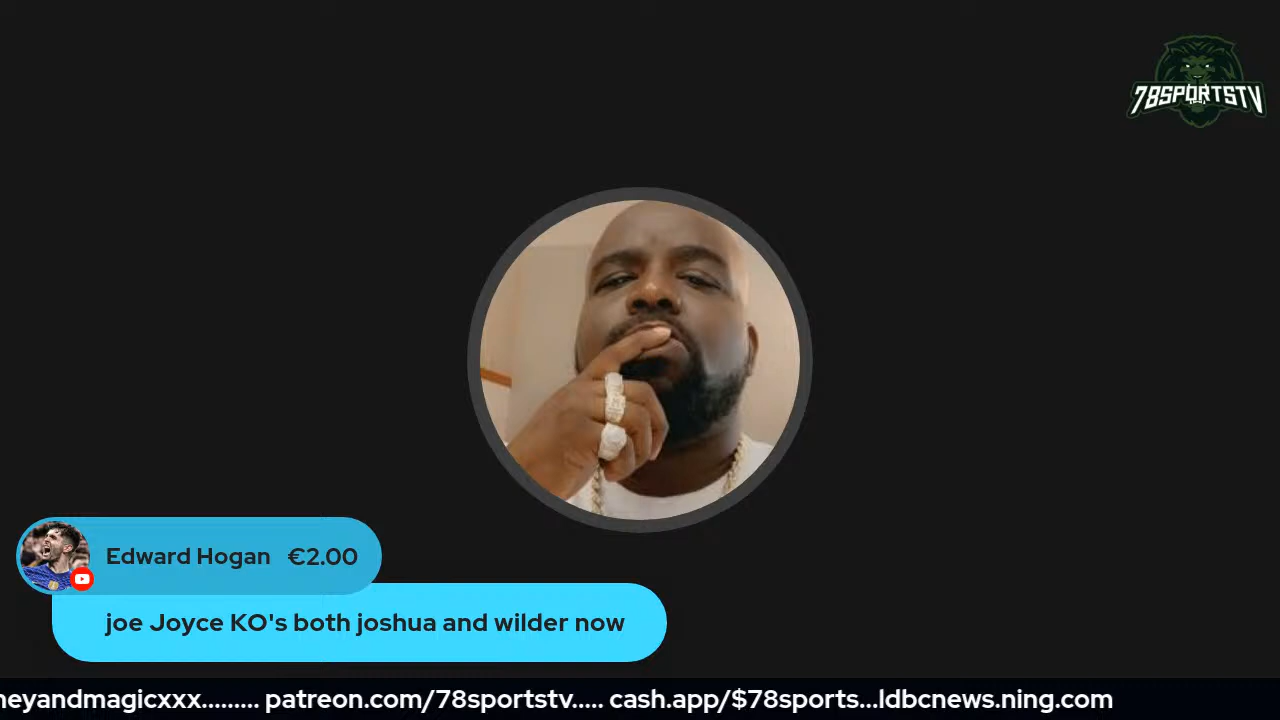 78SPORTSTV
Edward Hogan €2.00
joe Joyce KO's both joshua and wilder now
neyandmagicxxx......... patreon.com/78sportstv..... cash.app/$78sports...ldbcnews.ning.com